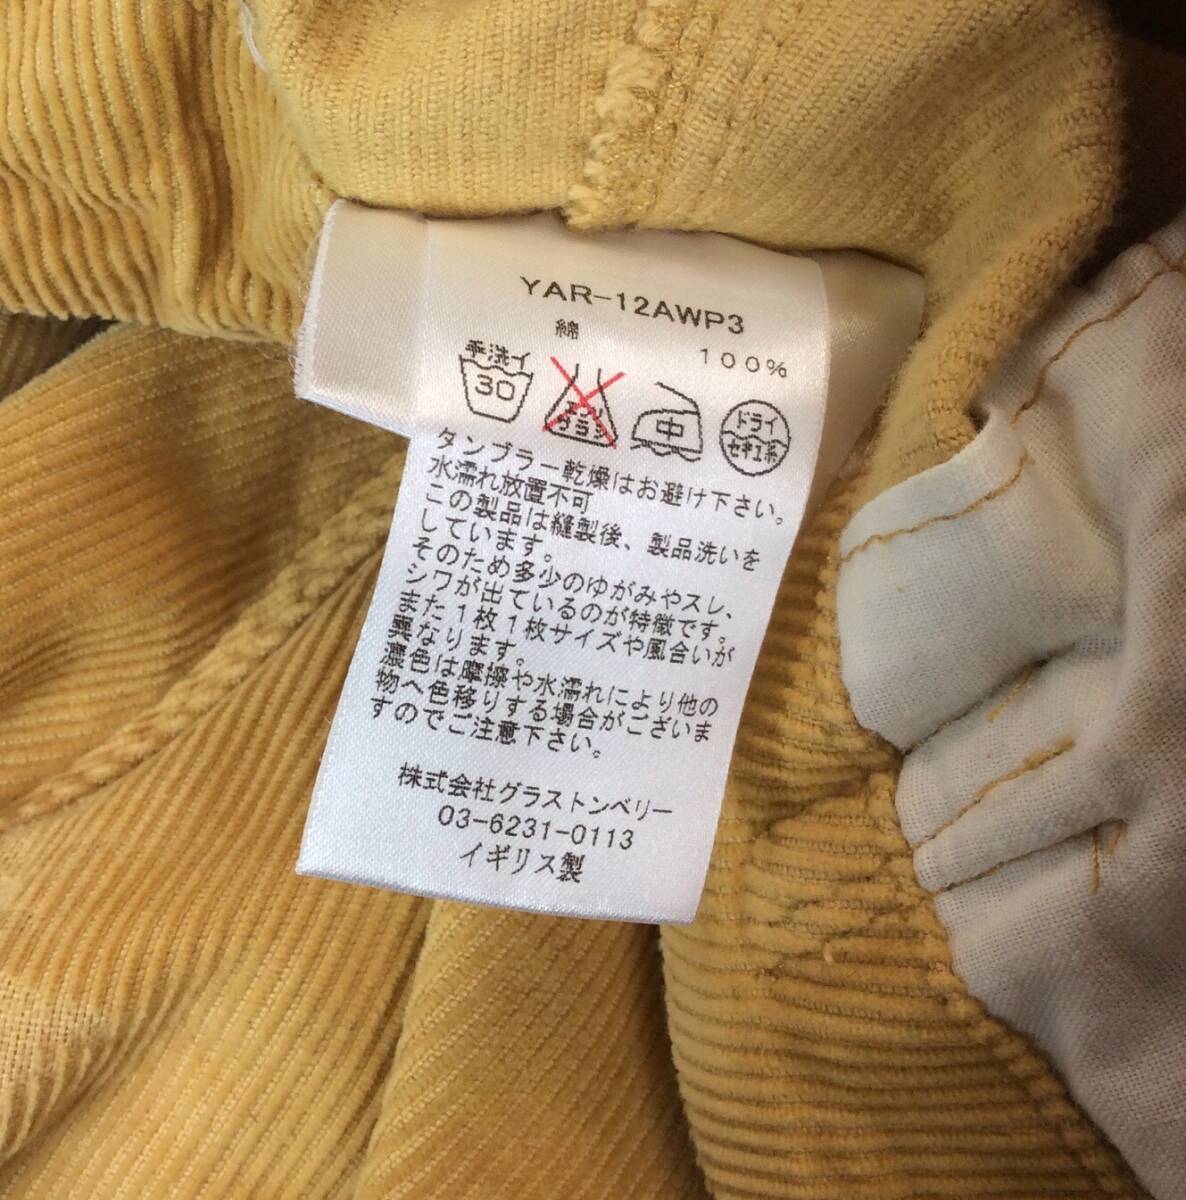 YAR-12AWP3
綿 100%
手洗イ
30
エンソ
サラシ
中
ドライ
セキユ系
タンブラー乾燥はお避け下さい。
水濡れ放置不可
この製品は縫製後、製品洗いを
しています。
そのため多少のゆがみやスレ、
シワが出ているのが特徴です。
また1枚1枚サイズや風合いが
異なります。
濃色は摩擦や水濡れにより他の
物へ色移りする場合がございま
すのでご注意下さい。
株式会社グラストンベリー
03-6231-0113
イギリス製